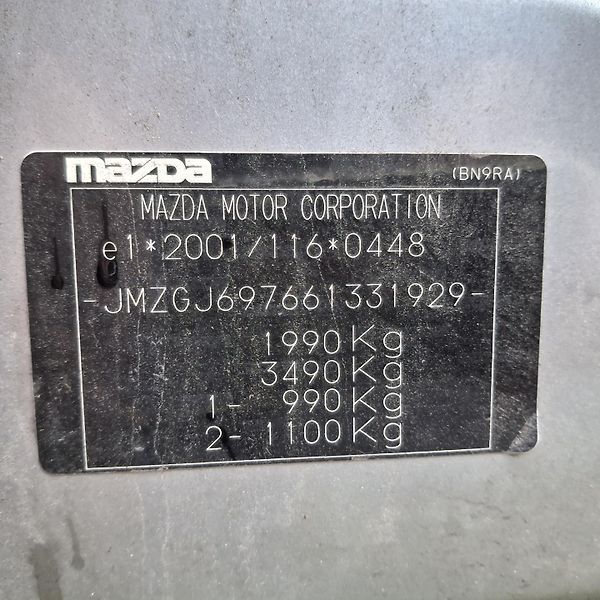 mazda (BN9RA)
MAZDA MOTOR CORPORATION
e1*2001/116*0448
-JMZGJ697661331929-
1990Kg
3490Kg
1- 990Kg
2- 1100Kg